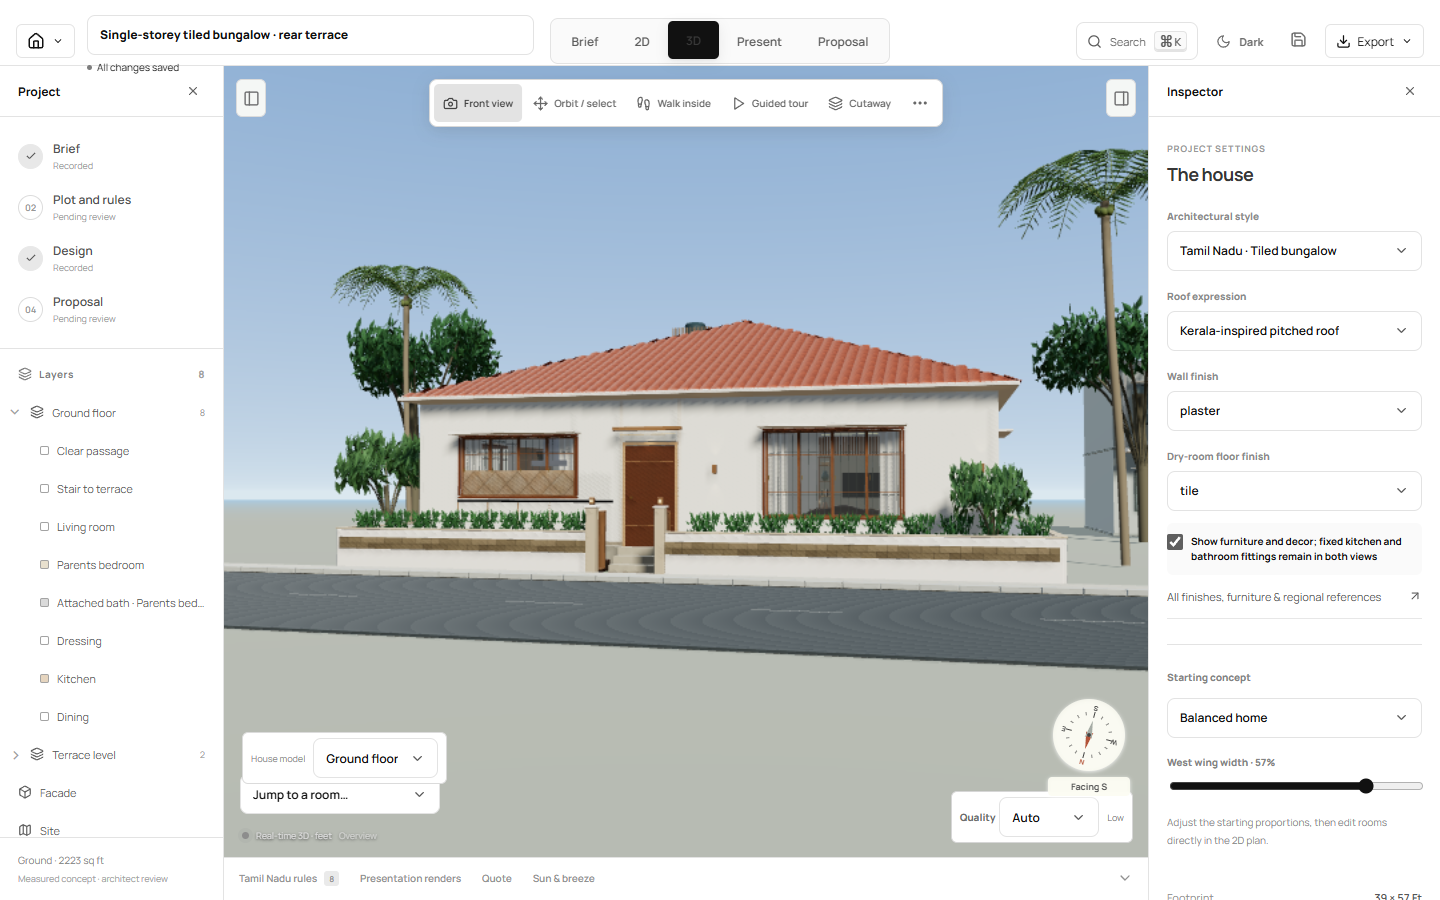 Single-storey tiled bungalow · rear terrace
All changes saved
Brief
2D
3D
Present
Proposal
Search
⌘K
Dark
Export
Project
Brief
Recorded
02
Plot and rules
Pending review
Design
Recorded
04
Proposal
Pending review
Layers
8
Ground floor
8
Clear passage
Stair to terrace
Living room
Parents bedroom
Attached bath · Parents bed...
Dressing
Kitchen
Dining
Terrace level
2
Facade
Site
Ground · 2223 sq ft
Measured concept · architect review
Front view
Orbit / select
Walk inside
Guided tour
Cutaway
House model
Ground floor
Jump to a room...
Real-time 3D · feet · Overview
S
E
W
N
Facing S
Quality
Auto
Low
Tamil Nadu rules
8
Presentation renders
Quote
Sun & breeze
Inspector
PROJECT SETTINGS
The house
Architectural style
Tamil Nadu · Tiled bungalow
Roof expression
Kerala-inspired pitched roof
Wall finish
plaster
Dry-room floor finish
tile
Show furniture and decor; fixed kitchen and
bathroom fittings remain in both views
All finishes, furniture & regional references
Starting concept
Balanced home
West wing width · 57%
Adjust the starting proportions, then edit rooms
directly in the 2D plan.
Footprint
39 × 57 Ft